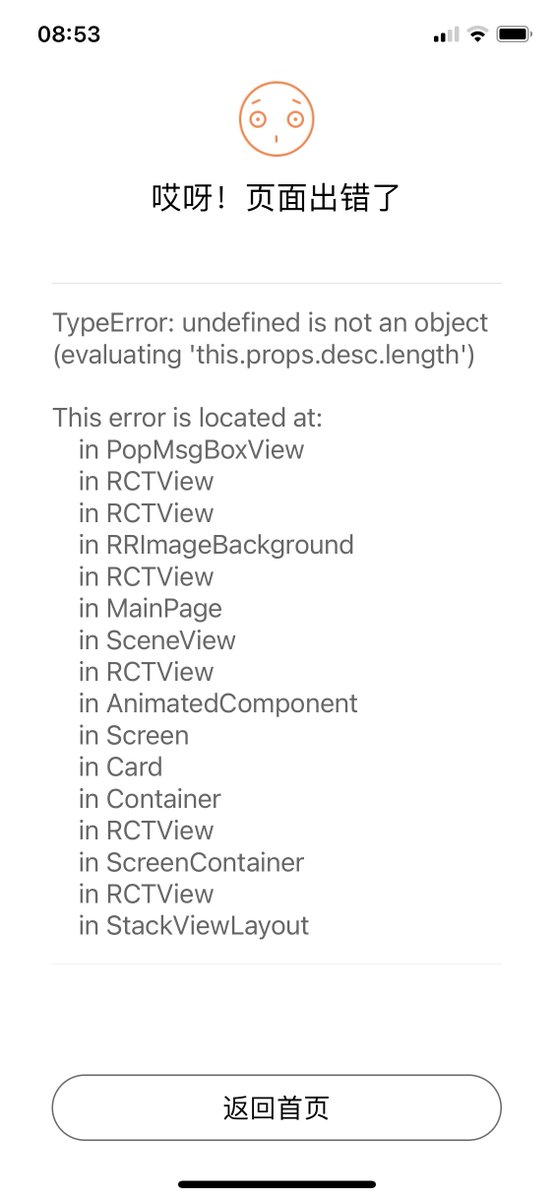 08:53
哎呀！页面出错了
TypeError: undefined is not an object
(evaluating 'this.props.desc.length')
This error is located at:
in PopMsgBoxView
in RCTView
in RCTView
in RRImageBackground
in RCTView
in MainPage
in SceneView
in RCTView
in AnimatedComponent
in Screen
in Card
in Container
in RCTView
in ScreenContainer
in RCTView
in StackViewLayout
返回首页